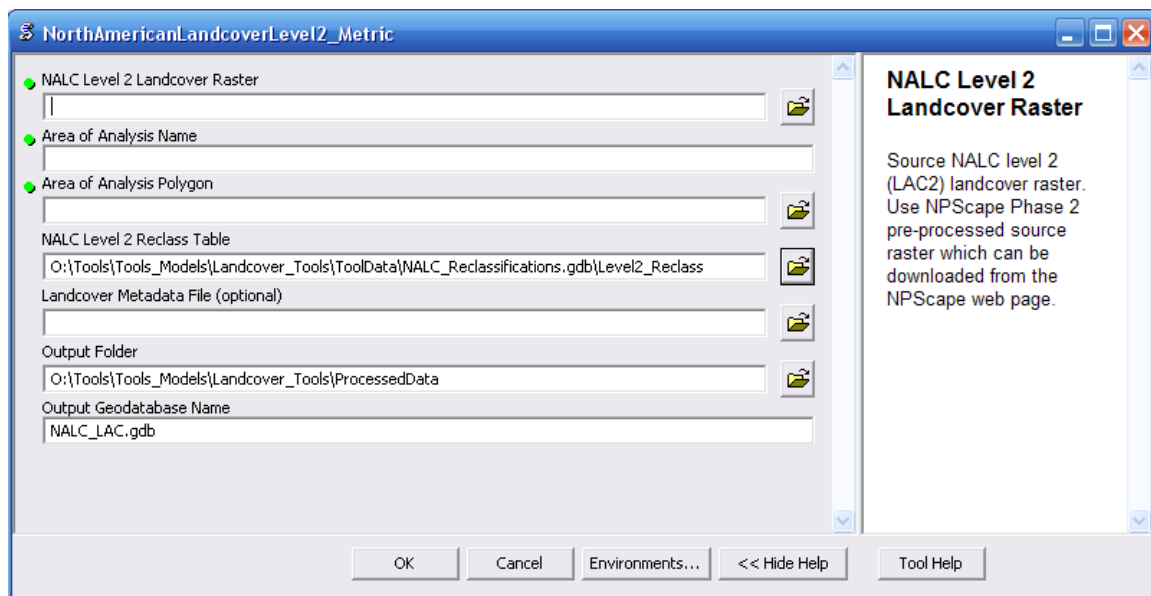 NorthAmericanLandcoverLevel2_Metric
NALC Level 2 Landcover Raster
Area of Analysis Name
Area of Analysis Polygon
NALC Level 2 Reclass Table
O:\Tools\Tools_Models\Landcover_Tools\ToolData\NALC_Reclassifications.gdb\Level2_Reclass
Landcover Metadata File (optional)
Output Folder
O:\Tools\Tools_Models\Landcover_Tools\ProcessedData
Output Geodatabase Name
NALC_LAC.gdb
NALC Level 2
Landcover Raster
Source NALC level 2
(LAC2) landcover raster.
Use NPScape Phase 2
pre-processed source
raster which can be
downloaded from the
NPScape web page.
OK
Cancel
Environments...
<< Hide Help
Tool Help